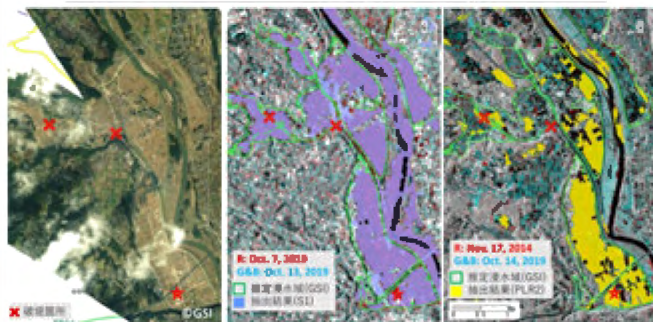 ✖ 破堤箇所
©GSI
R: Oct. 7, 2019
G&B: Oct. 13, 2019
推定浸水域(GSI)
抽出結果(S1)
R: Nov. 17, 2014
G&B: Oct. 14, 2019
推定浸水域(GSI)
抽出結果(PLR2)